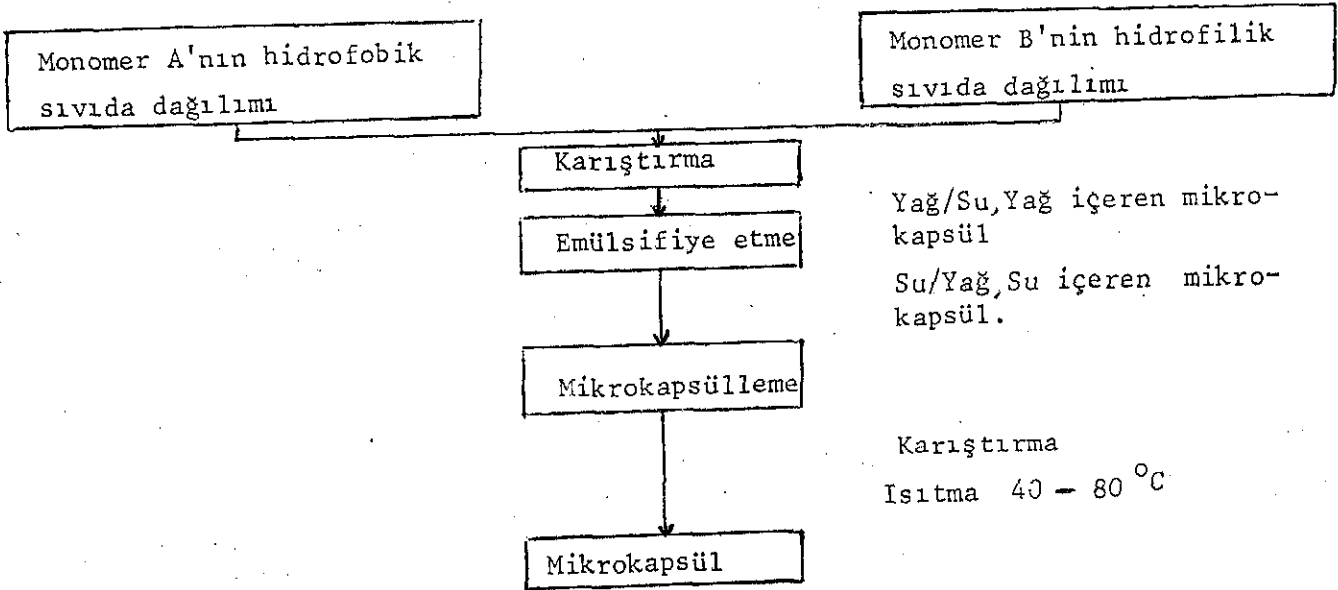 Monomer A'nın hidrofobik
sıvıda dağılımı
Monomer B'nin hidrofilik
sıvıda dağılimı
Karıştırma
Emülsifiye etme
Yağ/Su,Yağ içeren mikro-
kapsül
Su/Yağ,Su içeren mikro-
kapsül.
Mikrokapsülleme
Karıştırma
Isıtma 40 - 80 °C
Mikrokapsül